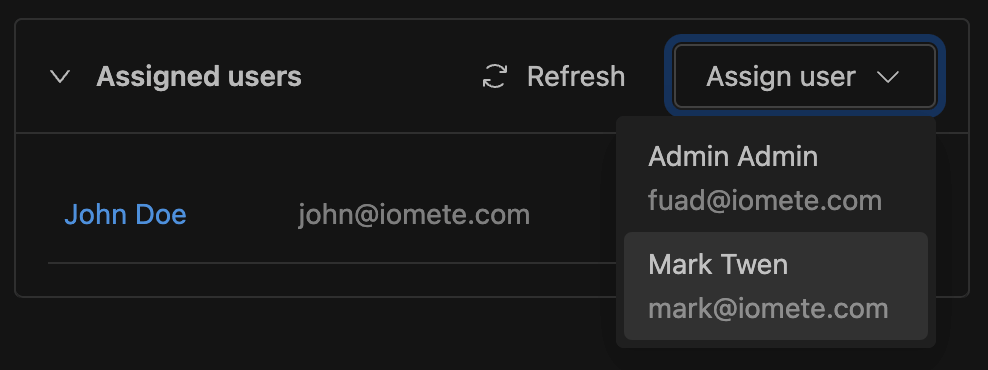 Assigned users
Refresh
Assign user
Admin Admin
fuad@iomete.com
John Doe
john@iomete.com
Mark Twen
mark@iomete.com